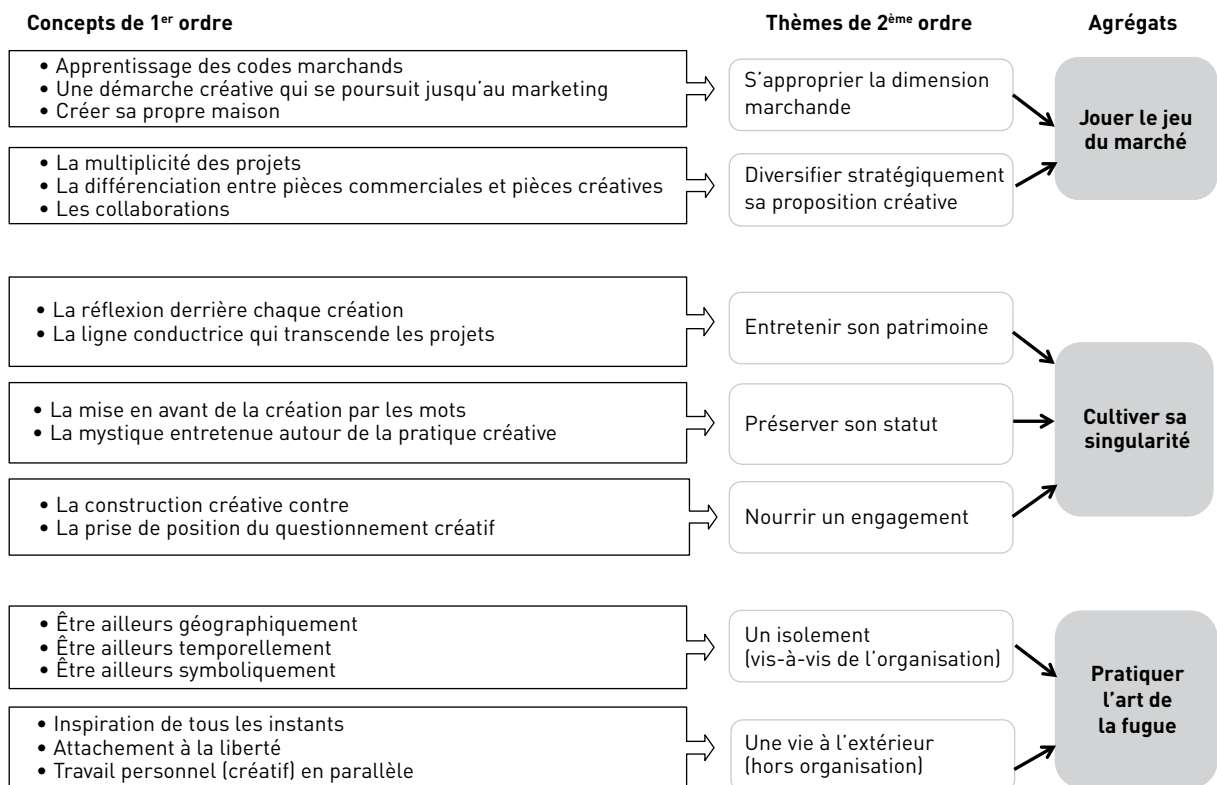 Concepts de 1er ordre
Thèmes de 2ème ordre
Agrégats
• Apprentissage des codes marchands
• Une démarche créative qui se poursuit jusqu'au marketing
• Créer sa propre maison
S'approprier la dimension
marchande
• La multiplicité des projets
• La différenciation entre pièces commerciales et pièces créatives
• Les collaborations
Diversifier stratégiquement
sa proposition créative
Jouer le jeu
du marché
• La réflexion derrière chaque création
• La ligne conductrice qui transcende les projets
Entretenir son patrimoine
• La mise en avant de la création par les mots
• La mystique entretenue autour de la pratique créative
Préserver son statut
• La construction créative contre
• La prise de position du questionnement créatif
Nourrir un engagement
Cultiver sa
singularité
• Être ailleurs géographiquement
• Être ailleurs temporellement
• Être ailleurs symboliquement
Un isolement
(vis-à-vis de l'organisation)
• Inspiration de tous les instants
• Attachement à la liberté
• Travail personnel (créatif) en parallèle
Une vie à l'extérieur
(hors organisation)
Pratiquer
l'art de
la fugue